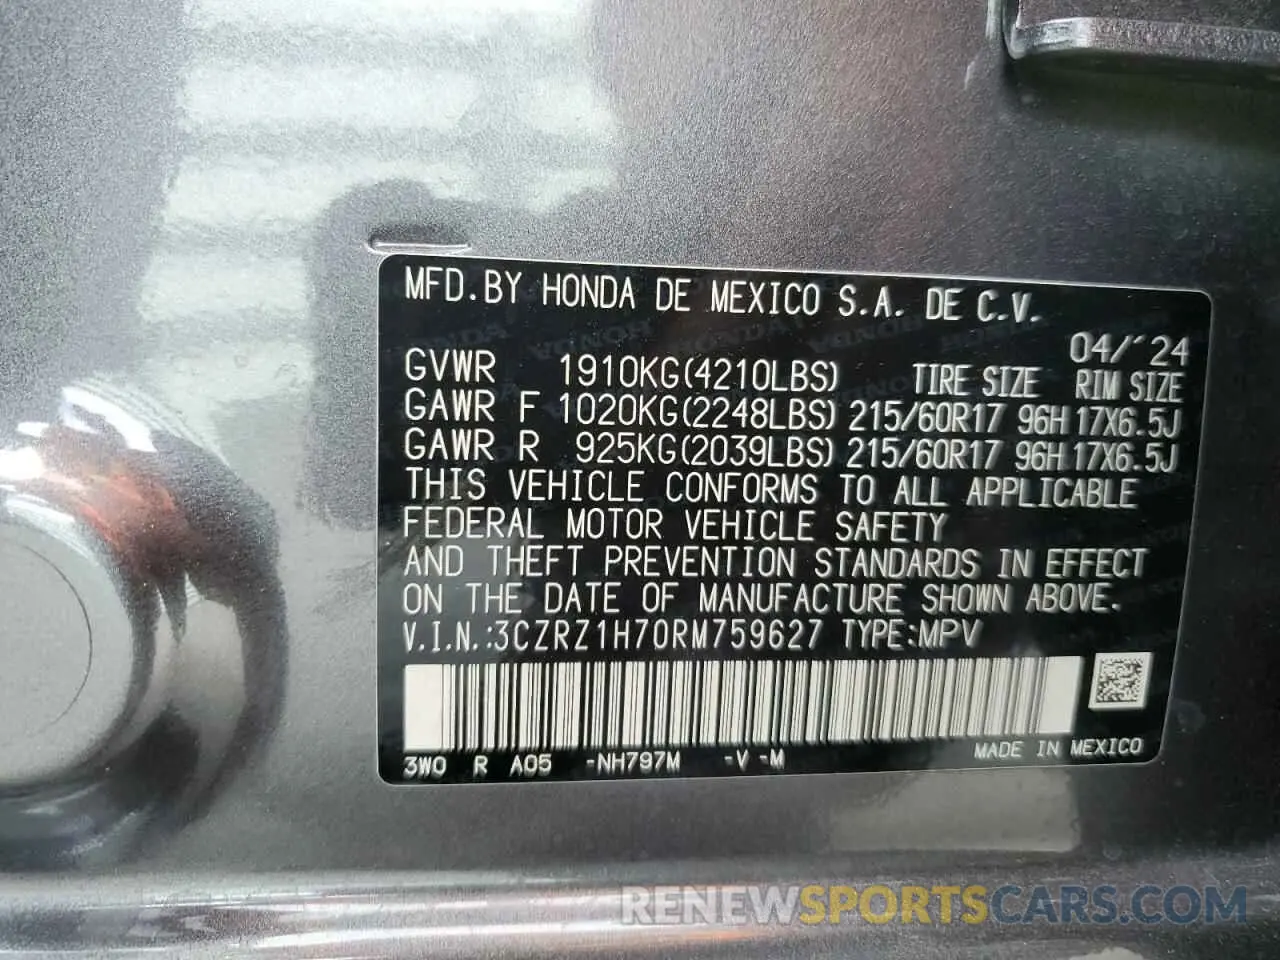 MFD.BY HONDA DE MEXICO S.A. DE C.V.
04/´24
GVWR 1910KG(4210LBS) TIRE SIZE RIM SIZE
GAWR F 1020KG(2248LBS) 215/60R17 96H 17X6.5J
GAWR R 925KG(2039LBS) 215/60R17 96H 17X6.5J
THIS VEHICLE CONFORMS TO ALL APPLICABLE
FEDERAL MOTOR VEHICLE SAFETY
AND THEFT PREVENTION STANDARDS IN EFFECT
ON THE DATE OF MANUFACTURE SHOWN ABOVE.
V.I.N.:3CZRZ1H70RM759627 TYPE:MPV
3W0 R A05 -NH797M -V -M MADE IN MEXICO
RENEWSPORTSCARS.COM